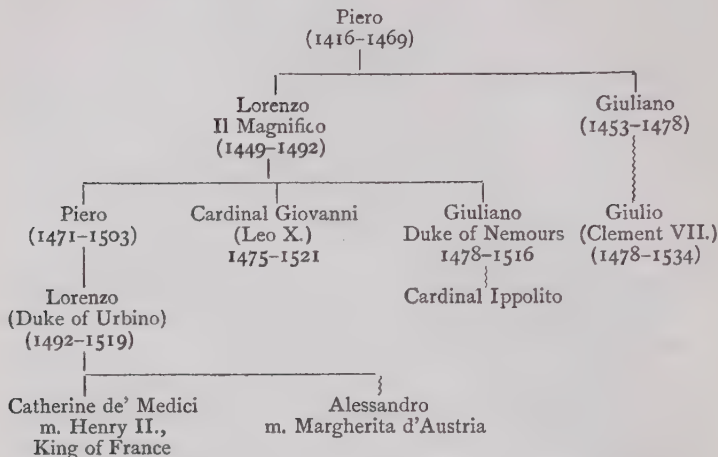 Piero
(1416–1469)
Lorenzo
Il Magnifico
(1449–1492)
Giuliano
(1453–1478)
Piero
(1471–1503)
Cardinal Giovanni
(Leo X.)
1475–1521
Giuliano
Duke of Nemours
1478–1516
Cardinal Ippolito
Giulio
(Clement VII.)
(1478–1534)
Lorenzo
(Duke of Urbino)
(1492–1519)
Catherine de' Medici
m. Henry II.,
King of France
Alessandro
m. Margherita d'Austria